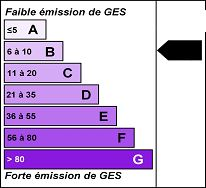 Faible émission de GES
≤5 A
6 à 10 B
11 à 20 C
21 à 35 D
36 à 55 E
56 à 80 F
> 80 G
Forte émission de GES